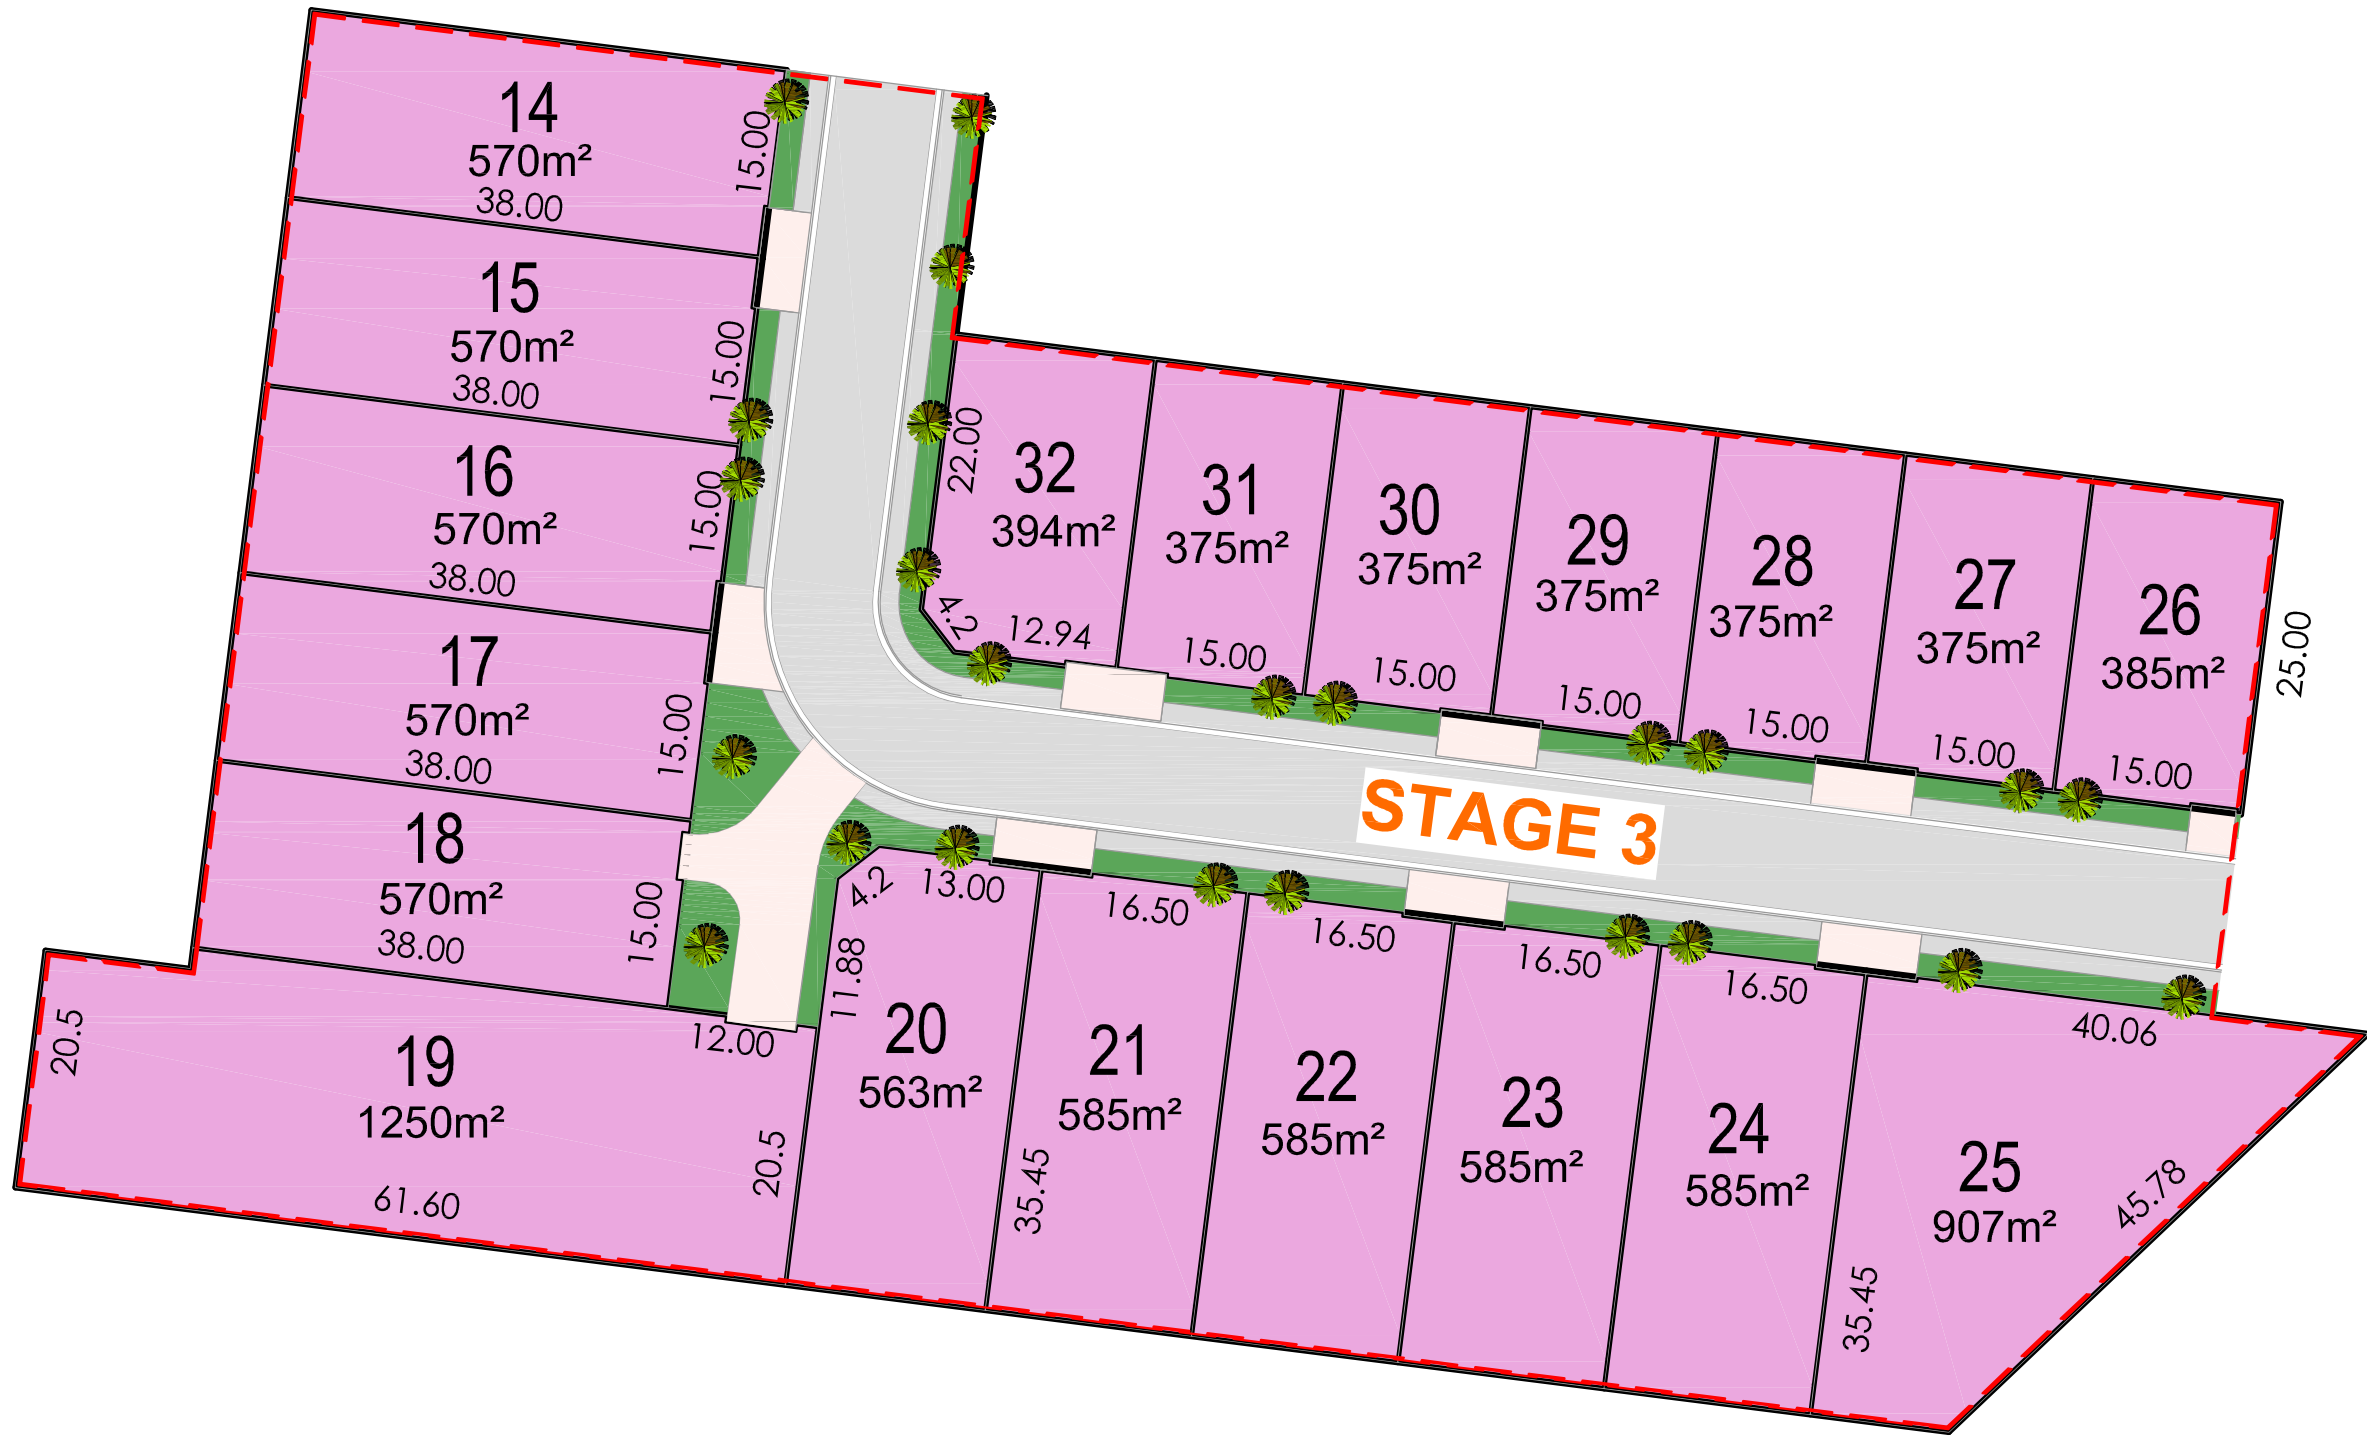 14
570m²
38.00
15.00
15
570m²
38.00
15.00
16
570m²
38.00
15.00
17
570m²
38.00
15.00
18
570m²
38.00
15.00
19
1250m²
20.5
12.00
20.5
61.60
32
394m²
22.00
4.2
12.94
31
375m²
15.00
30
375m²
15.00
29
375m²
15.00
28
375m²
15.00
27
375m²
15.00
26
385m²
15.00
25.00
STAGE 3
20
563m²
4.2
13.00
11.88
21
585m²
16.50
35.45
22
585m²
16.50
23
585m²
16.50
24
585m²
16.50
25
907m²
40.06
45.78
35.45